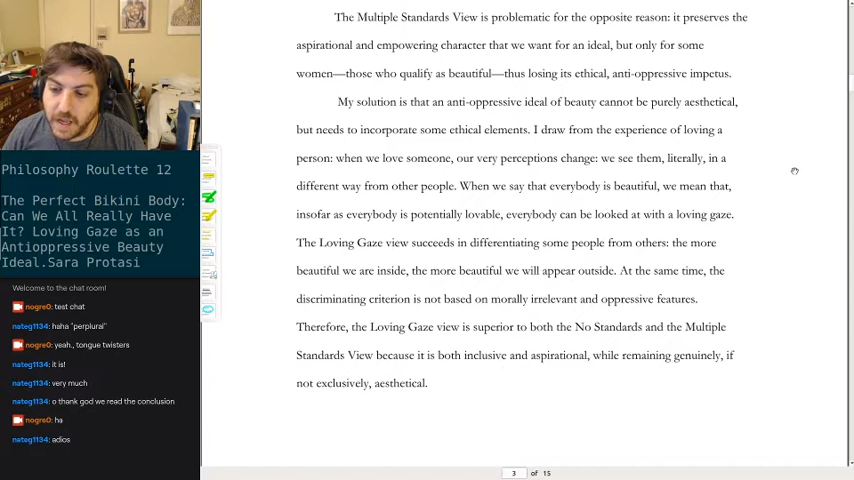 Philosophy Roulette 12
The Perfect Bikini Body:
Can We All Really Have
It? Loving Gaze as an
Antioppressive Beauty
Ideal.Sara Protasi
Welcome to the chat room!
nogre0: test chat
nateg1134: haha "perplural"
nogre0: yeah., tongue twisters
nateg1134: it is!
nateg1134: very much
nateg1134: o thank god we read the conclusion
nogre0: ha
nateg1134: adios
The Multiple Standards View is problematic for the opposite reason: it preserves the
aspirational and empowering character that we want for an ideal, but only for some
women—those who qualify as beautiful—thus losing its ethical, anti-oppressive impetus.
My solution is that an anti-oppressive ideal of beauty cannot be purely aesthetical,
but needs to incorporate some ethical elements. I draw from the experience of loving a
person: when we love someone, our very perceptions change: we see them, literally, in a
different way from other people. When we say that everybody is beautiful, we mean that,
insofar as everybody is potentially lovable, everybody can be looked at with a loving gaze.
The Loving Gaze view succeeds in differentiating some people from others: the more
beautiful we are inside, the more beautiful we will appear outside. At the same time, the
discriminating criterion is not based on morally irrelevant and oppressive features.
Therefore, the Loving Gaze view is superior to both the No Standards and the Multiple
Standards View because it is both inclusive and aspirational, while remaining genuinely, if
not exclusively, aesthetical.
3 of 15